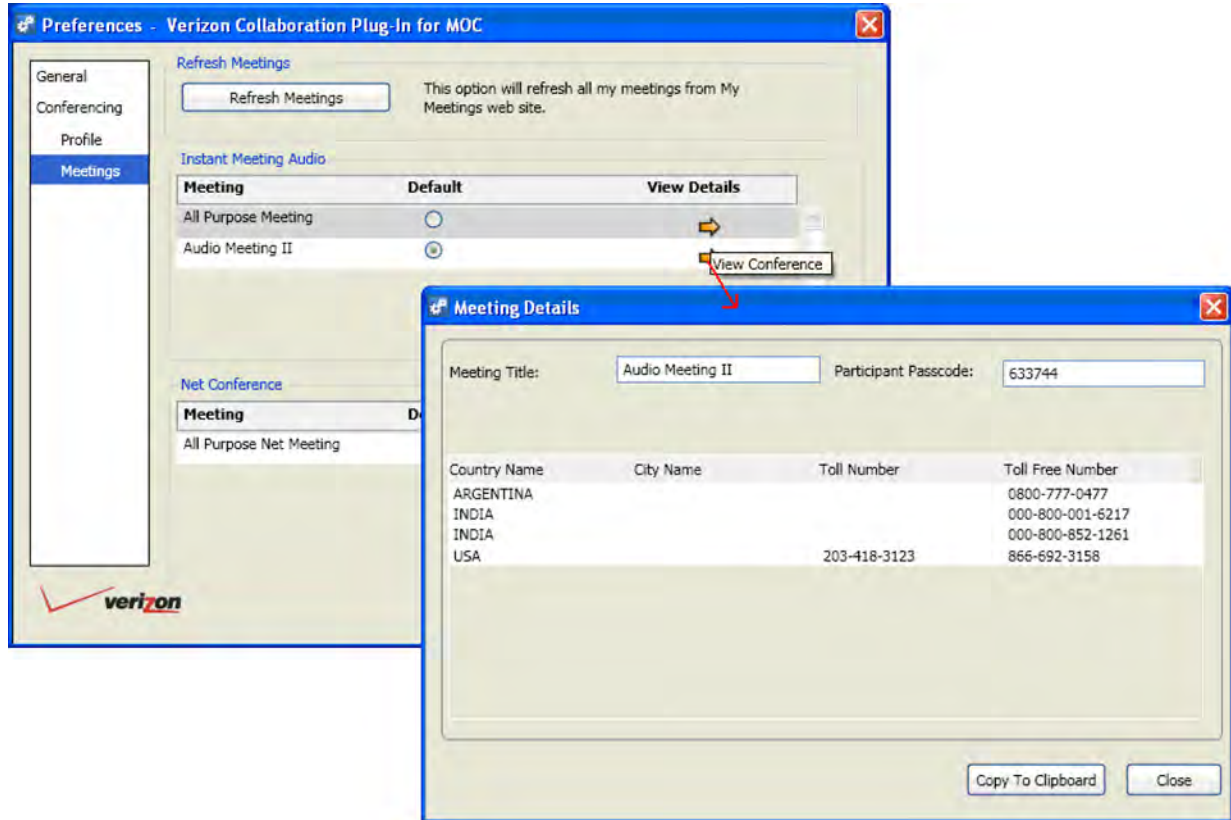 Preferences - Verizon Collaboration Plug-In for MOC
General
Conferencing
Profile
Meetings
Refresh Meetings
Refresh Meetings
This option will refresh all my meetings from My
Meetings web site.
Instant Meeting Audio
Meeting Default View Details
All Purpose Meeting
Audio Meeting II
View Conference
Net Conference
Meeting
All Purpose Net Meeting
verizon
Meeting Details
Meeting Title: Audio Meeting II Participant Passcode: 633744
Country Name City Name Toll Number Toll Free Number
ARGENTINA 0800-777-0477
INDIA 000-800-001-6217
INDIA 000-800-852-1261
USA 203-418-3123 866-692-3158
Copy To Clipboard Close